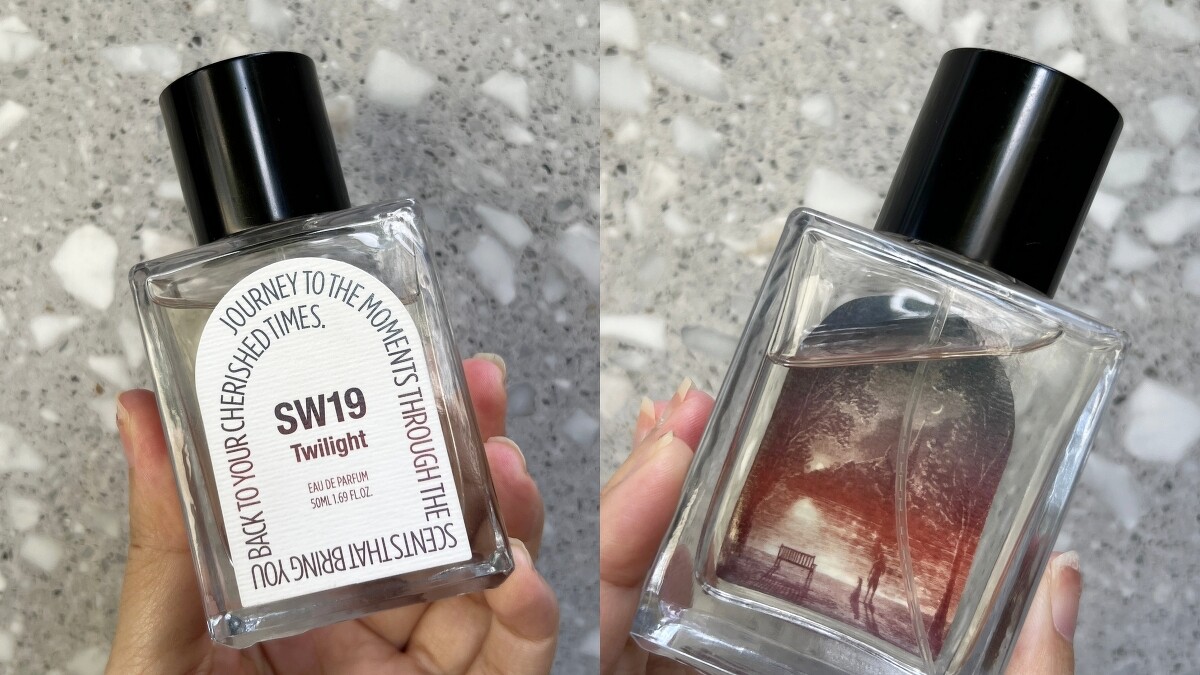 JOURNEY TO THE MOMENTS THROUGH THE
SCENTS THAT BRING YOU
BACK TO YOUR CHERISHED TIMES.
SW19
Twilight
EAU DE PARFUM
50ML 1.69 FL.OZ.